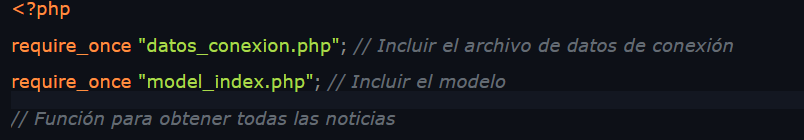 <?php
require_once "datos_conexion.php"; // Incluir el archivo de datos de conexión
require_once "model_index.php"; // Incluir el modelo
// Función para obtener todas las noticias